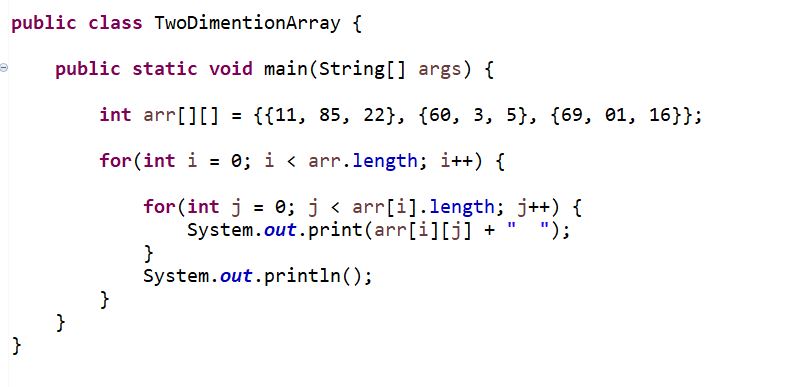 public class TwoDimentionArray {
public static void main(String[] args) {
int arr[][] = {{11, 85, 22}, {60, 3, 5}, {69, 01, 16}};
for(int i = 0; i < arr.length; i++) {
for(int j = 0; j < arr[i].length; j++) {
System.out.print(arr[i][j] + "  ");
}
System.out.println();
}
}
}